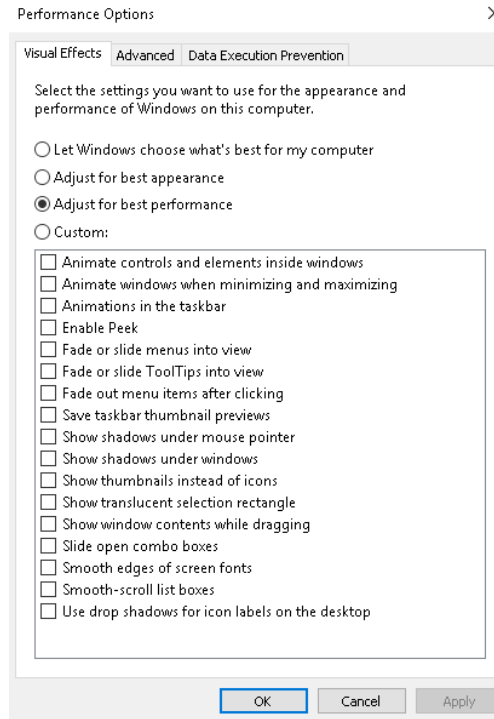 Performance Options
Visual Effects Advanced Data Execution Prevention
Select the settings you want to use for the appearance and
performance of Windows on this computer.
Let Windows choose what's best for my computer
Adjust for best appearance
Adjust for best performance
Custom:
Animate controls and elements inside windows
Animate windows when minimizing and maximizing
Animations in the taskbar
Enable Peek
Fade or slide menus into view
Fade or slide ToolTips into view
Fade out menu items after clicking
Save taskbar thumbnail previews
Show shadows under mouse pointer
Show shadows under windows
Show thumbnails instead of icons
Show translucent selection rectangle
Show window contents while dragging
Slide open combo boxes
Smooth edges of screen fonts
Smooth-scroll list boxes
Use drop shadows for icon labels on the desktop
OK Cancel Apply